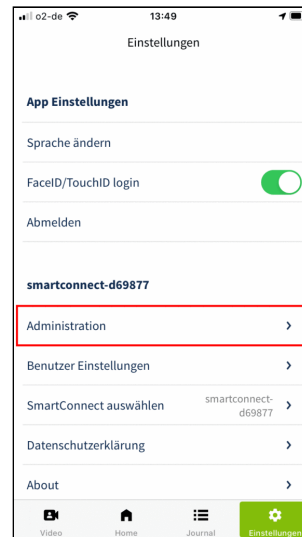 o2-de 13:49
Einstellungen
App Einstellungen
Sprache ändern
FaceID/TouchID login
Abmelden
smartconnect-d69877
Administration
Benutzer Einstellungen
SmartConnect auswählen
smartconnect-
d69877
Datenschutzerklärung
About
Video Home Journal Einstellungen